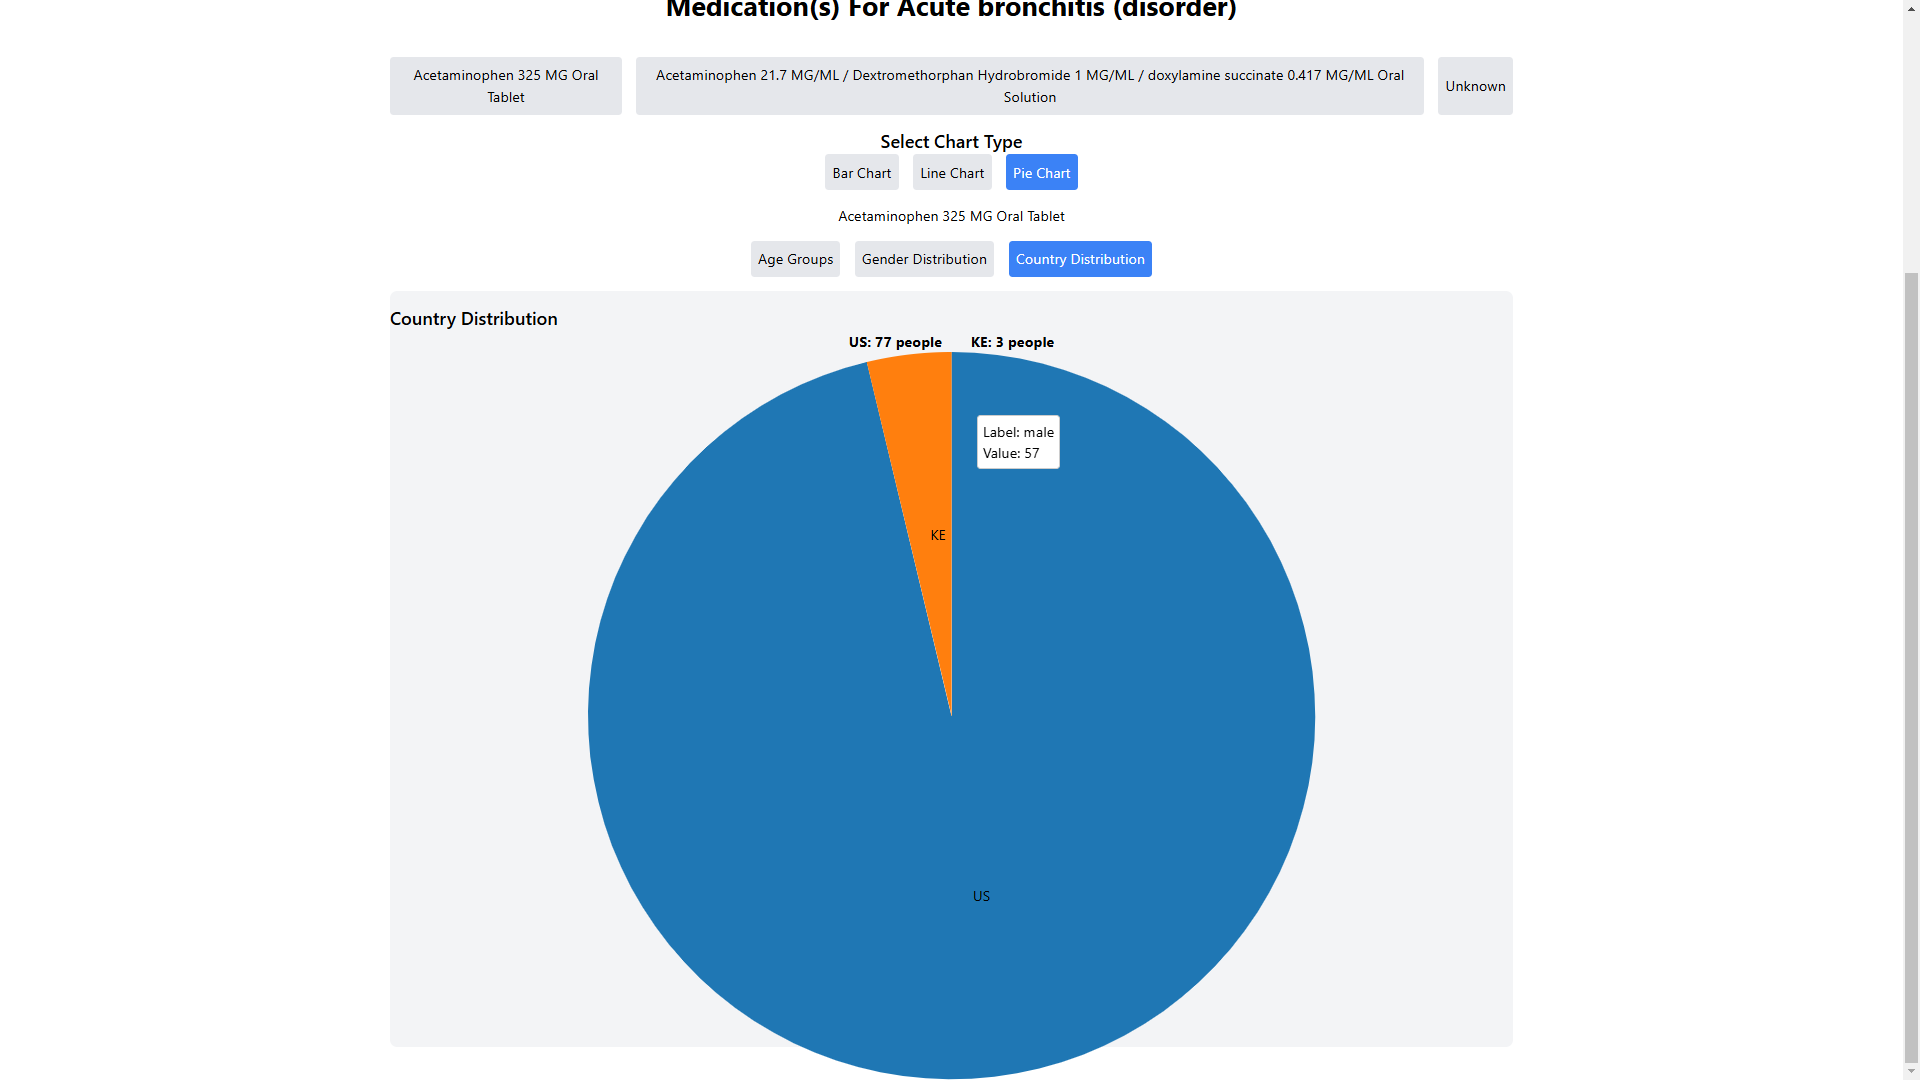 Medication(s) For Acute bronchitis (disorder)
Acetaminophen 325 MG Oral
Tablet
Acetaminophen 21.7 MG/ML / Dextromethorphan Hydrobromide 1 MG/ML / doxylamine succinate 0.417 MG/ML Oral
Solution
Unknown
Select Chart Type
Bar Chart
Line Chart
Pie Chart
Acetaminophen 325 MG Oral Tablet
Age Groups
Gender Distribution
Country Distribution
Country Distribution
US: 77 people
KE: 3 people
Label: male
Value: 57
KE
US